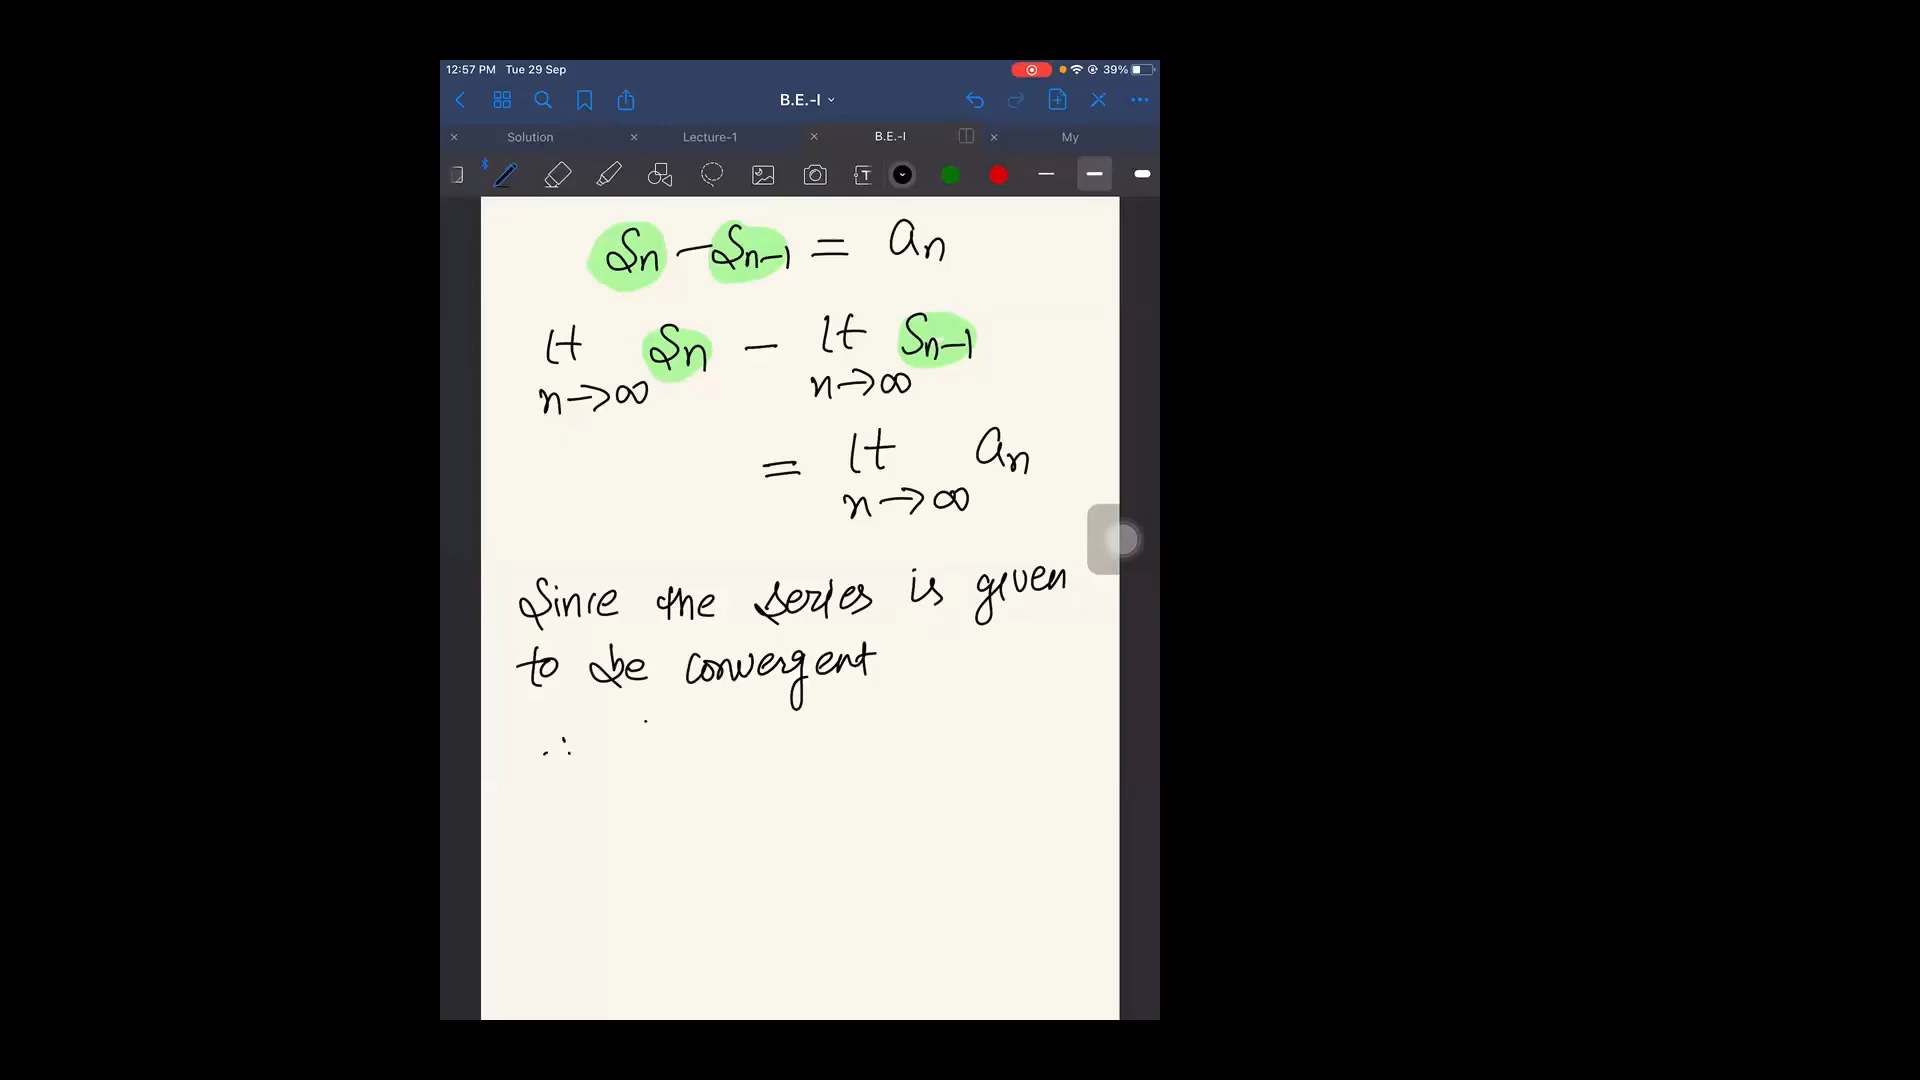 12:57 PM Tue 29 Sep 39%
B.E.-I
Solution Lecture-1 B.E.-I My
T
Sn - Sn-1 = an
lt Sn - lt Sn-1
n→∞ n→∞
= lt an
n→∞
Since the series is given
to be convergent
∴